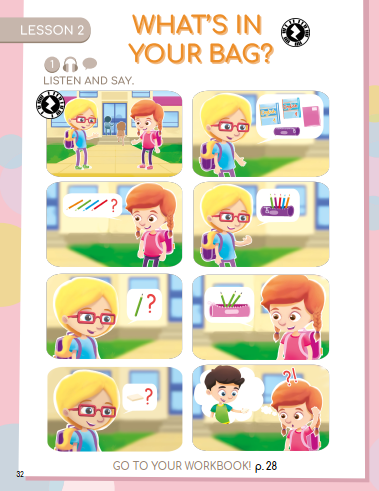 LESSON 2
WHAT'S IN
YOUR BAG?
1
LISTEN AND SAY.
?
?
?
?!
GO TO YOUR WORKBOOK! p.28
32